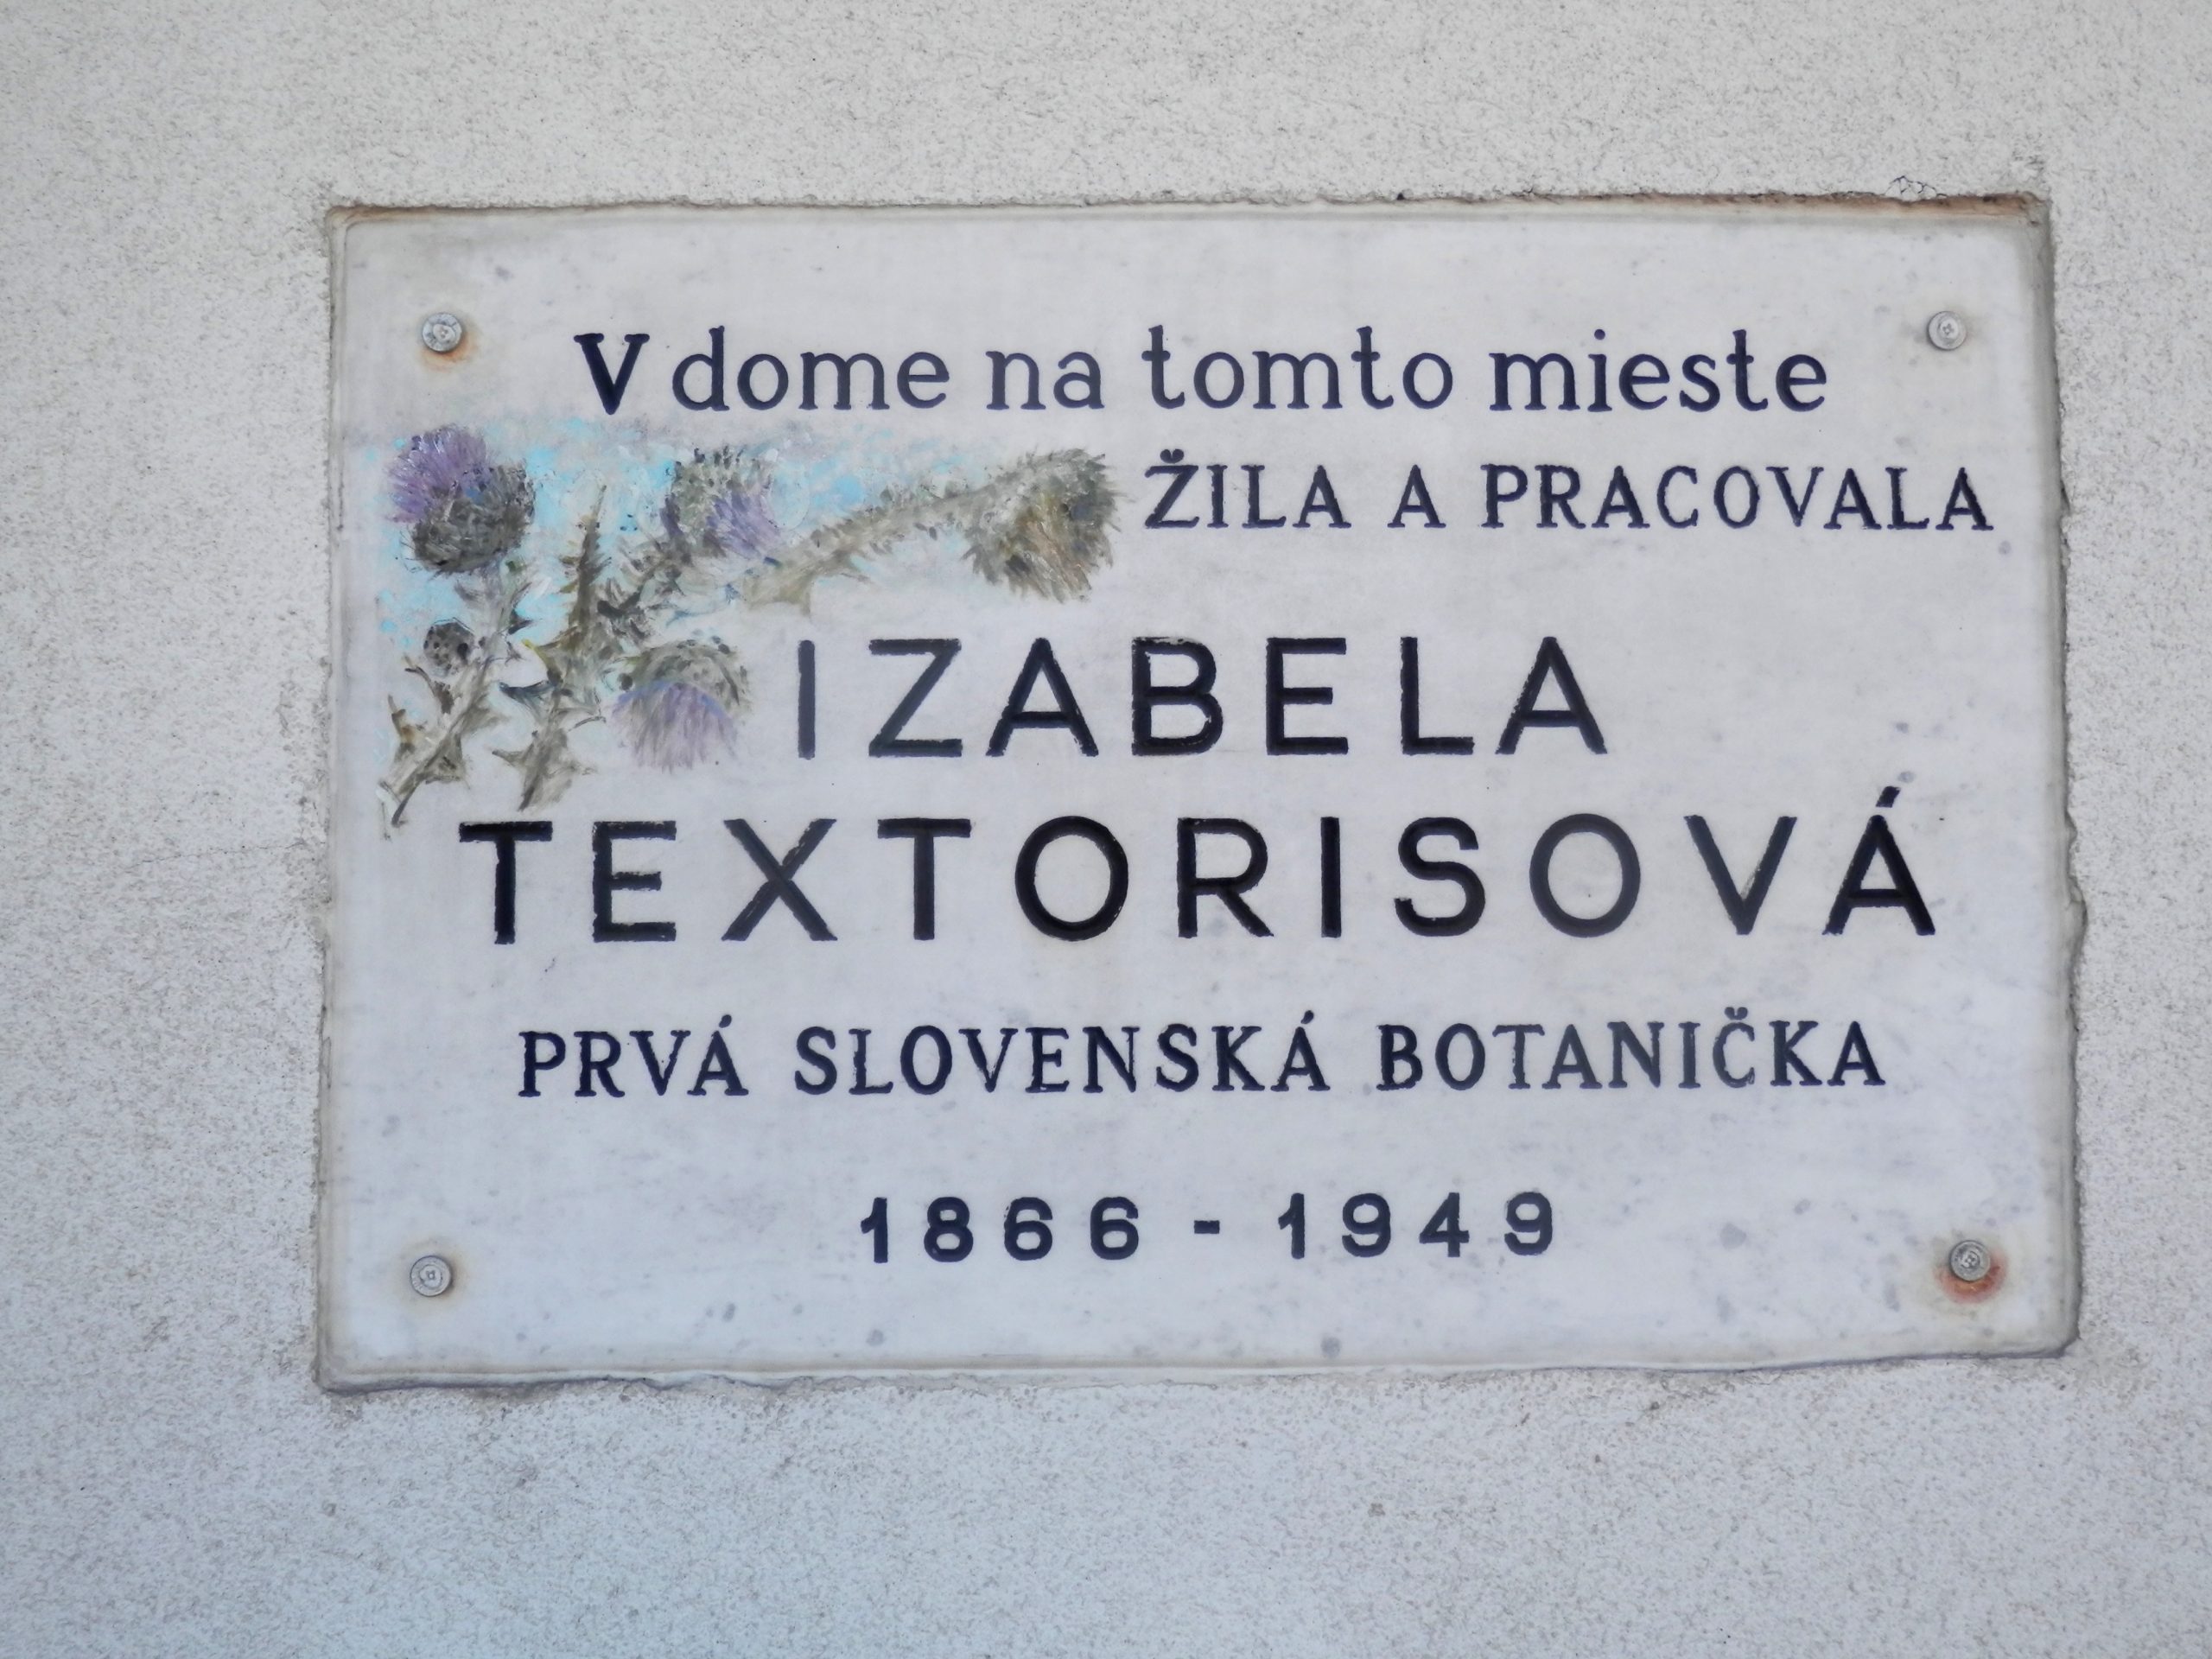 V dome na tomto mieste
ŽILA A PRACOVALA
IZABELA
TEXTORISOVÁ
PRVÁ SLOVENSKÁ BOTANIČKA
1866 - 1949